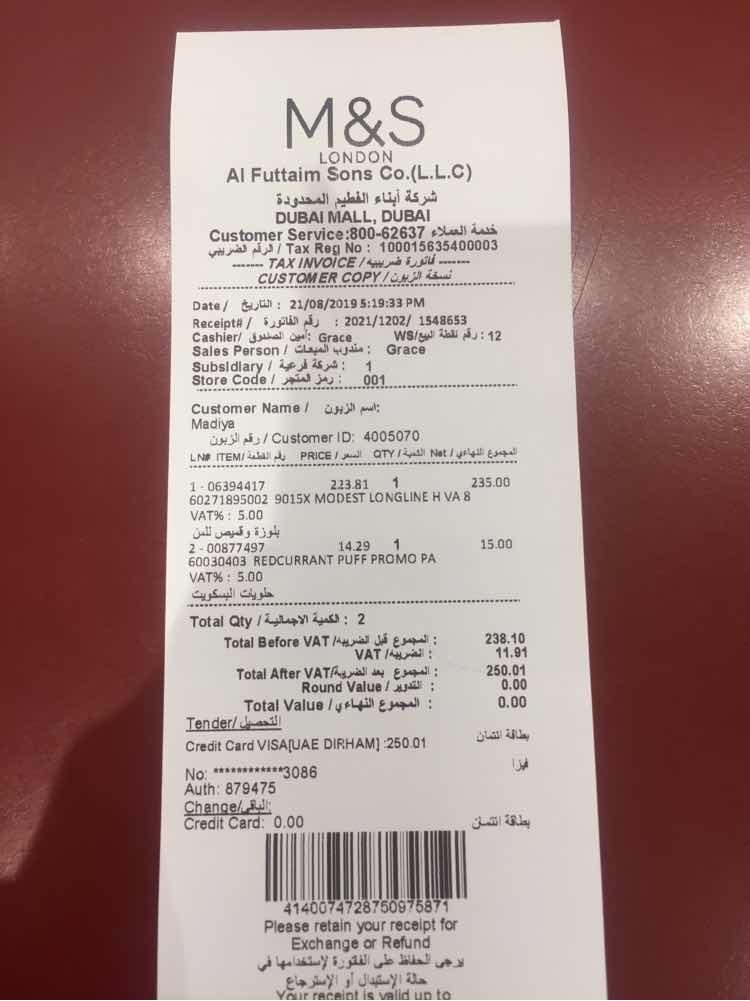 M&S
LONDON
Al Futtaim Sons Co.(L.L.C)
شركة أبناء الفطيم المحدودة
DUBAI MALL, DUBAI
Customer Service:800-62637 خدمة العملاء
الرقم الضريبي / Tax Reg No : 100015635400003
------- TAX INVOICE / فاتورة ضريبيه -------
CUSTOMER COPY / نسخة الزبون
Date / التاريخ : 21/08/2019 5:19:33 PM
Receipt# / رقم الفاتورة : 2021/1202/ 1548653
Cashier/ أمين الصندوق: Grace WS/رقم نقطة البيع : 12
Sales Person / مندوب المبيعات : Grace
Subsidiary / شركة فرعية : 1
Store Code / رمز المتجر : 001
Customer Name / اسم الزبون:
Madiya
رقم الزبون / Customer ID: 4005070
LN# ITEM/ رقم القطعة PRICE / السعر QTY / الكمية Net / المجموع النهائي
1 - 06394417 223.81 1 235.00
60271895002 9015X MODEST LONGLINE H VA 8
VAT% : 5.00
بلوزة وقميص للن
2 - 00877497 14.29 1 15.00
60030403 REDCURRANT PUFF PROMO PA
VAT% : 5.00
حلويات البسكويت
Total Qty / الكمية الاجمالية : 2
Total Before VAT /المجموع قبل الضريبه : 238.10
VAT /الضريبه : 11.91
Total After VAT/المجموع بعد الضريبة : 250.01
Round Value / التدوير : 0.00
Total Value / المجموع النهاءي : 0.00
Tender/التحصيل
Credit Card VISA[UAE DIRHAM] :250.01 بطاقة ائتمان
فيزا
No: ************3086
Auth: 879475
Change/الباقي:
Credit Card: 0.00 بطاقة ائتمان
4140074728750975871
Please retain your receipt for
Exchange or Refund
يرجى الحفاظ على الفاتورة لإستخدامها في
حالة الإستبدال أو الإسترجاع
Your receipt is valid up to